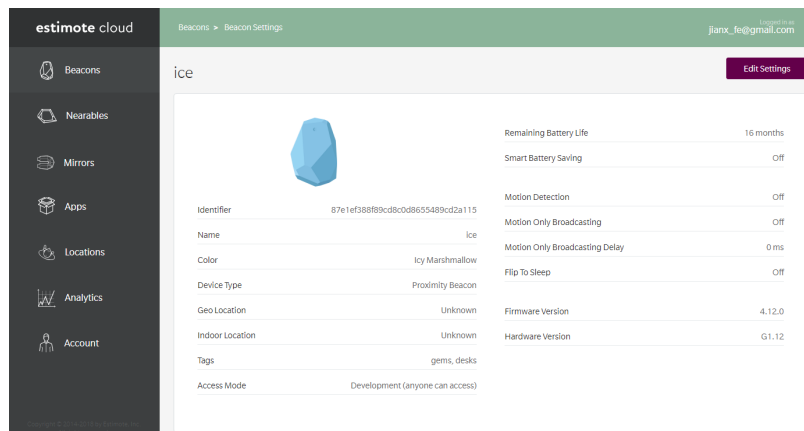 estimote cloud
Beacons > Beacon Settings
Logged in as
jianx_fe@gmail.com
Beacons
Nearables
Mirrors
Apps
Locations
Analytics
Account
ice
Edit Settings
Identifier 87e1ef388f89cd8c0d8655489cd2a115
Name ice
Color Icy Marshmallow
Device Type Proximity Beacon
Geo Location Unknown
Indoor Location Unknown
Tags gems, desks
Access Mode Development (anyone can access)
Remaining Battery Life 16 months
Smart Battery Saving Off
Motion Detection Off
Motion Only Broadcasting Off
Motion Only Broadcasting Delay 0 ms
Flip To Sleep Off
Firmware Version 4.12.0
Hardware Version G1.12